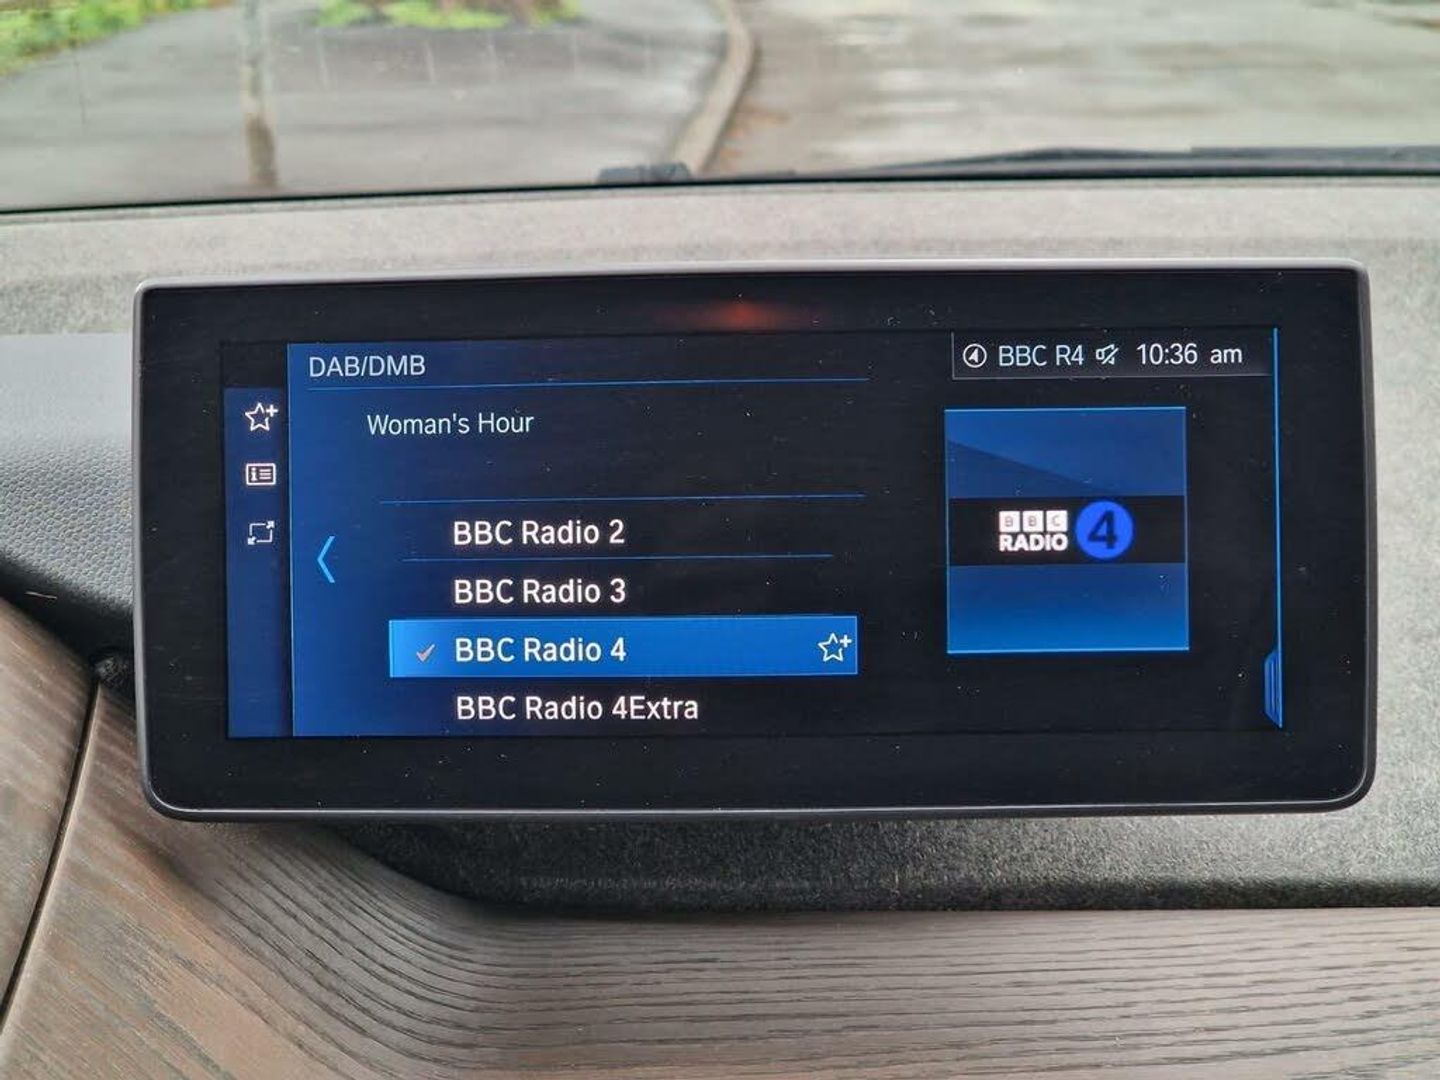 DAB/DMB
BBC R4 10:36 am
Woman's Hour
BBC Radio 2
BBC Radio 3
BBC Radio 4
BBC Radio 4Extra
BBC
RADIO 4